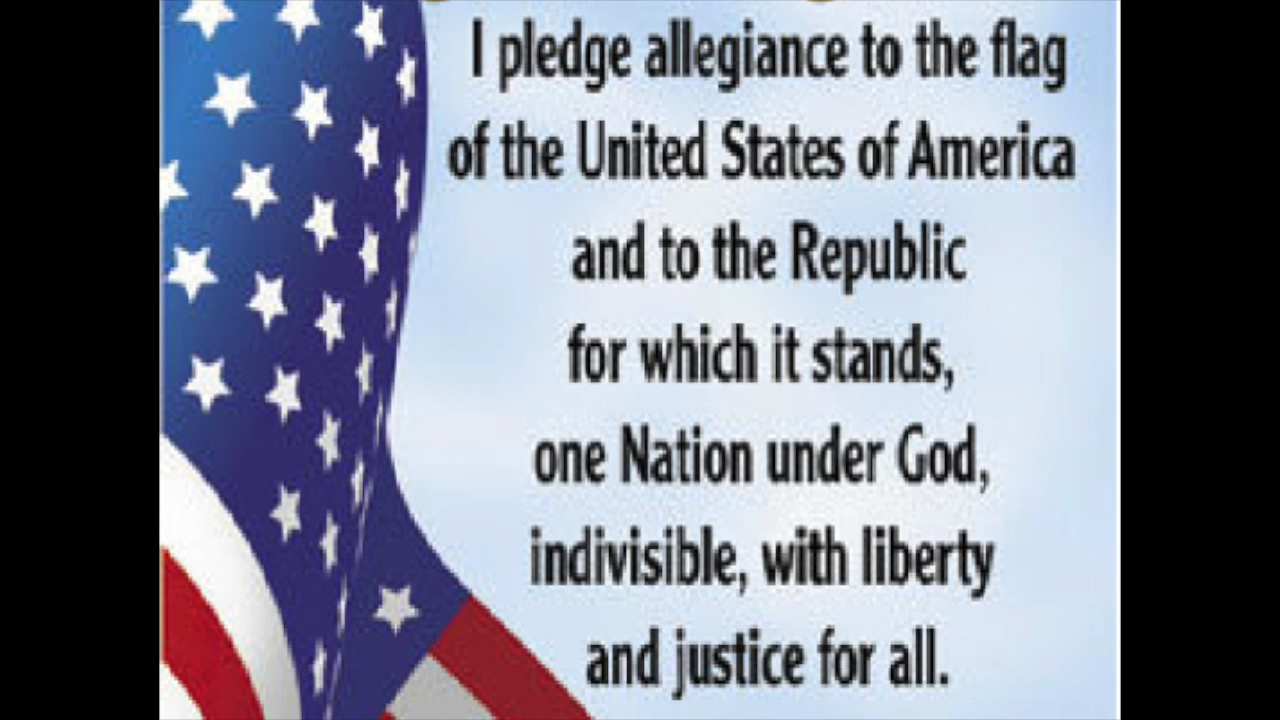 I pledge allegiance to the flag
of the United States of America
and to the Republic
for which it stands,
one Nation under God,
indivisible, with liberty
and justice for all.